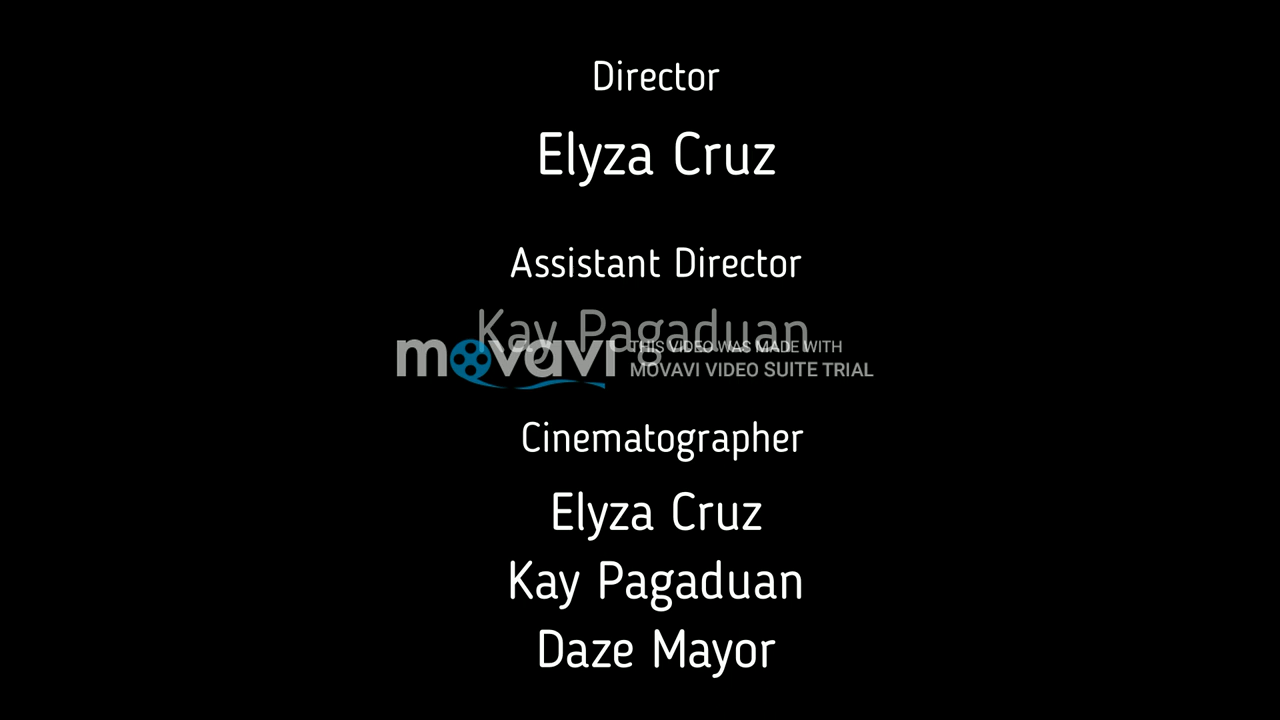 Director
Elyza Cruz
Assistant Director
Kay Pagaduan
movavi
THIS VIDEO WAS MADE WITH
MOVAVI VIDEO SUITE TRIAL
Cinematographer
Elyza Cruz
Kay Pagaduan
Daze Mayor